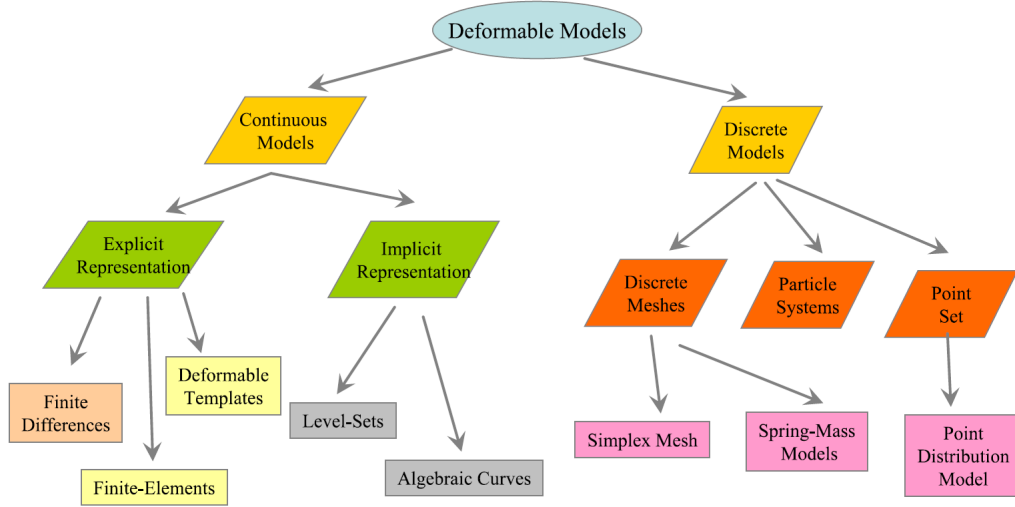 Deformable Models
Continuous
Models
Discrete
Models
Explicit
Representation
Implicit
Representation
Discrete
Meshes
Particle
Systems
Point
Set
Finite
Differences
Deformable
Templates
Finite-Elements
Level-Sets
Algebraic Curves
Simplex Mesh
Spring-Mass
Models
Point
Distribution
Model